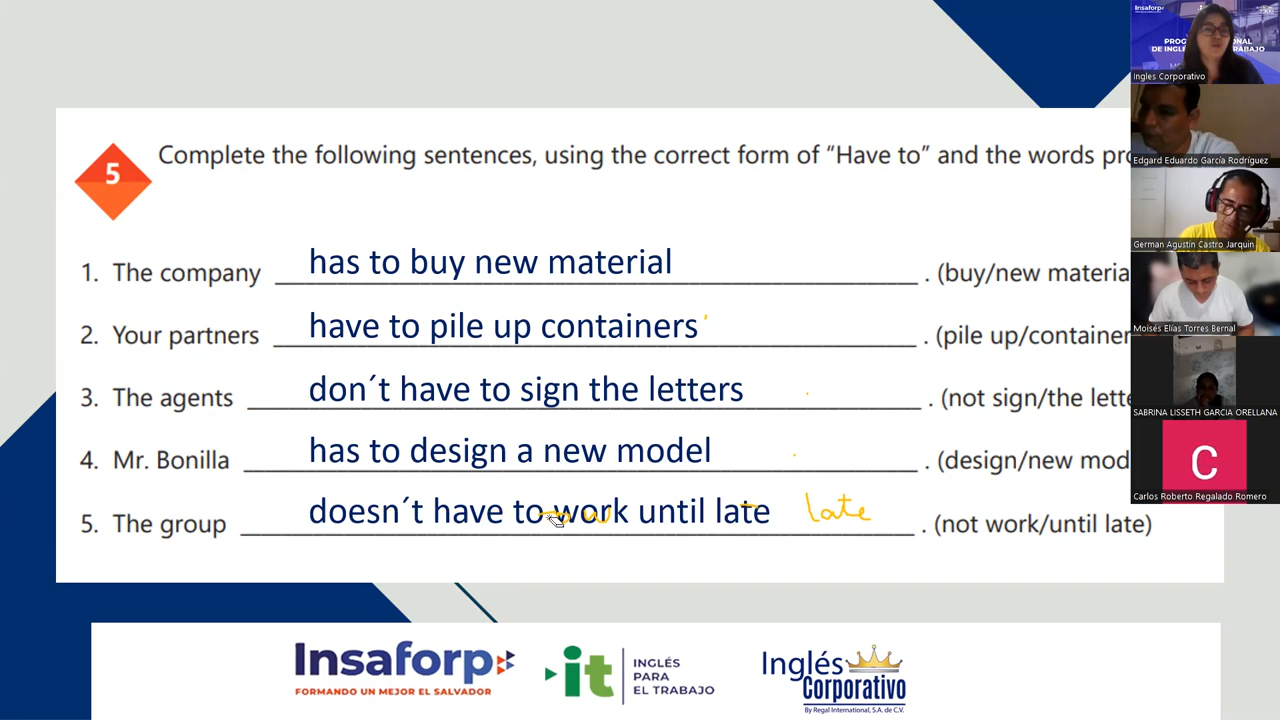 Insaforp
PROG ONAL
DE INGLÉ TRABAJO
Ingles Corporativo
Edgard Eduardo García Rodríguez
5
Complete the following sentences, using the correct form of “Have to” and the words pro
German Agustin Castro Jarquin
1. The company has to buy new material . (buy/new materia
2. Your partners have to pile up containers . (pile up/container
Moisés Elías Torres Bernal
3. The agents don´t have to sign the letters . (not sign/the lette
SABRINA LISSETH GARCIA ORELLANA
4. Mr. Bonilla has to design a new model . (design/new mod
C
Carlos Roberto Regalado Romero
5. The group doesn´t have to work until late late . (not work/until late)
Insaforp
FORMANDO UN MEJOR EL SALVADOR
it
INGLÉS
PARA
EL TRABAJO
Inglés
Corporativo
By Regal International, S.A. de C.V.